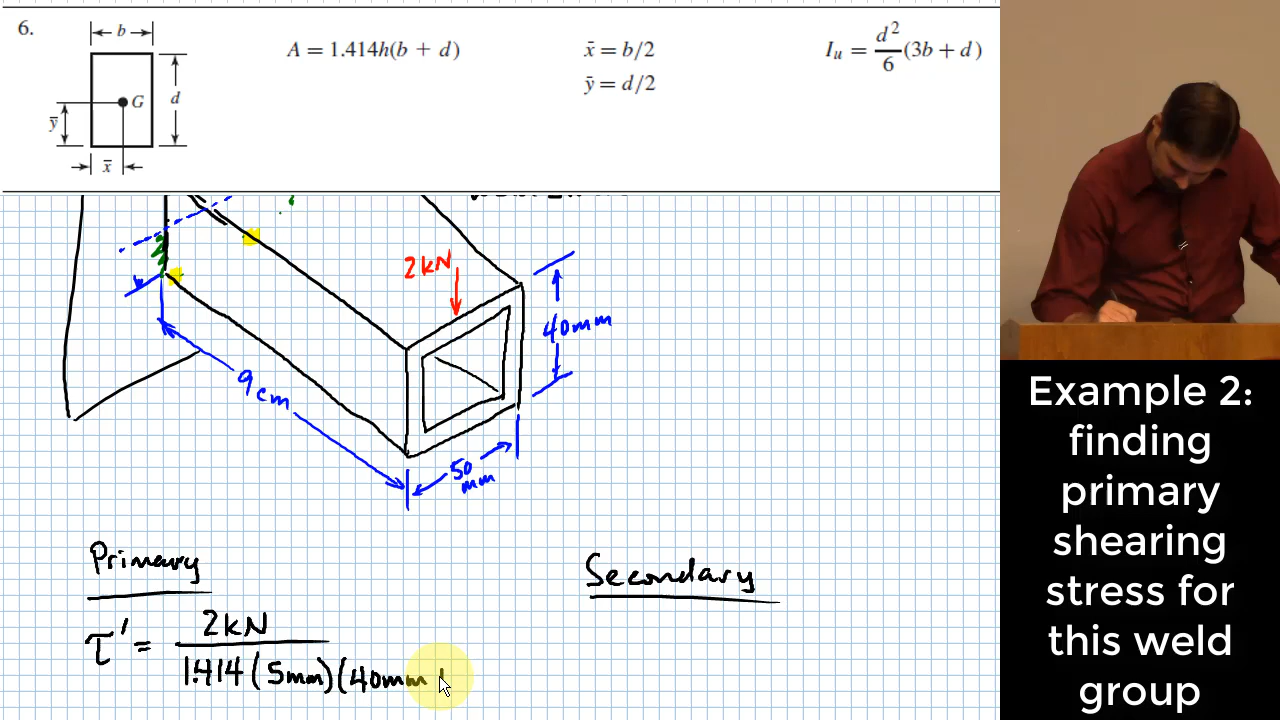 6.
b
G
d
ȳ
x̄
A = 1.414h(b + d)
x̄ = b/2
ȳ = d/2
I_u = d²/6 (3b + d)
2kN
40mm
9cm
50
mm
Primary
τ' = 2kN / 1.414(5mm)(40mm +
Secondary
Example 2:
finding
primary
shearing
stress for
this weld
group